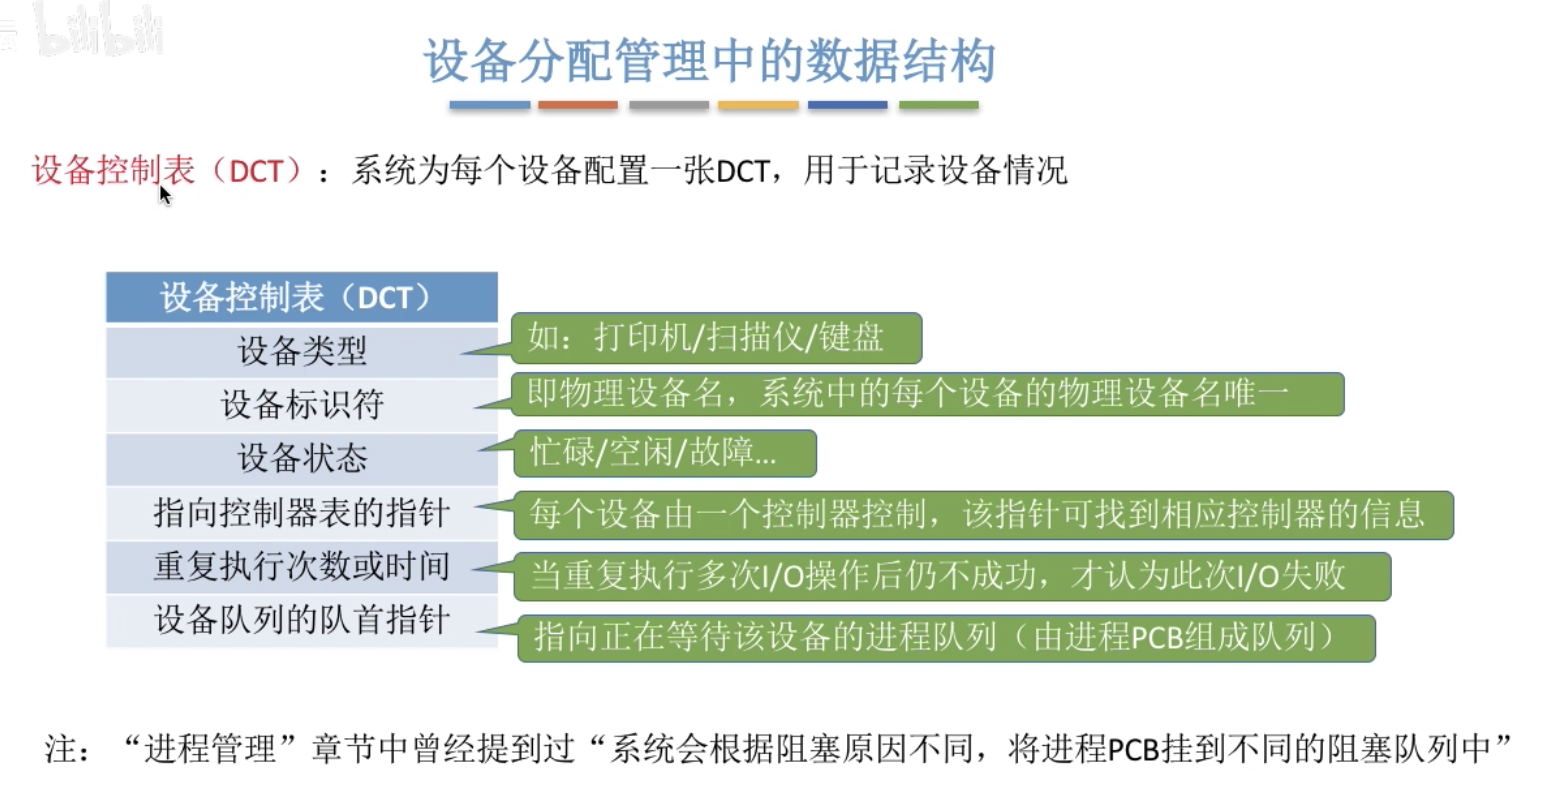 bilibili
设备分配管理中的数据结构
设备控制表（DCT）：系统为每个设备配置一张DCT，用于记录设备情况
设备控制表（DCT）
设备类型
如：打印机/扫描仪/键盘
设备标识符
即物理设备名，系统中的每个设备的物理设备名唯一
设备状态
忙碌/空闲/故障...
指向控制器表的指针
每个设备由一个控制器控制，该指针可找到相应控制器的信息
重复执行次数或时间
当重复执行多次I/O操作后仍不成功，才认为此次I/O失败
设备队列的队首指针
指向正在等待该设备的进程队列（由进程PCB组成队列）
注：“进程管理”章节中曾经提到过“系统会根据阻塞原因不同，将进程PCB挂到不同的阻塞队列中”